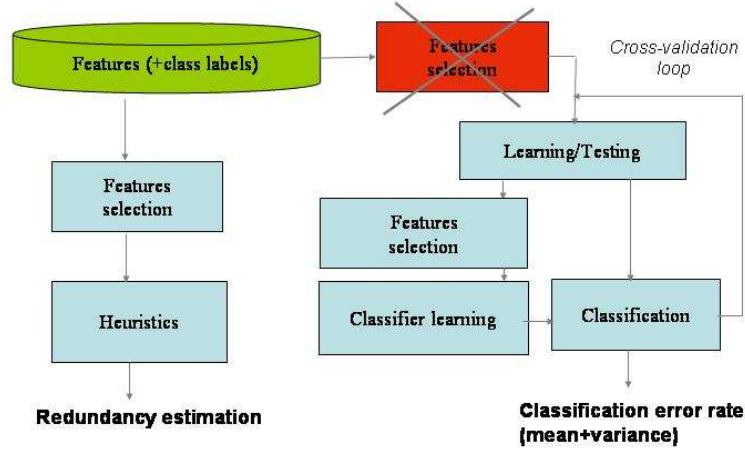 Features (+class labels)
Features
selection
Cross-validation
loop
Learning/Testing
Features
selection
Features
selection
Heuristics
Classifier learning
Classification
Redundancy estimation
Classification error rate
(mean+variance)